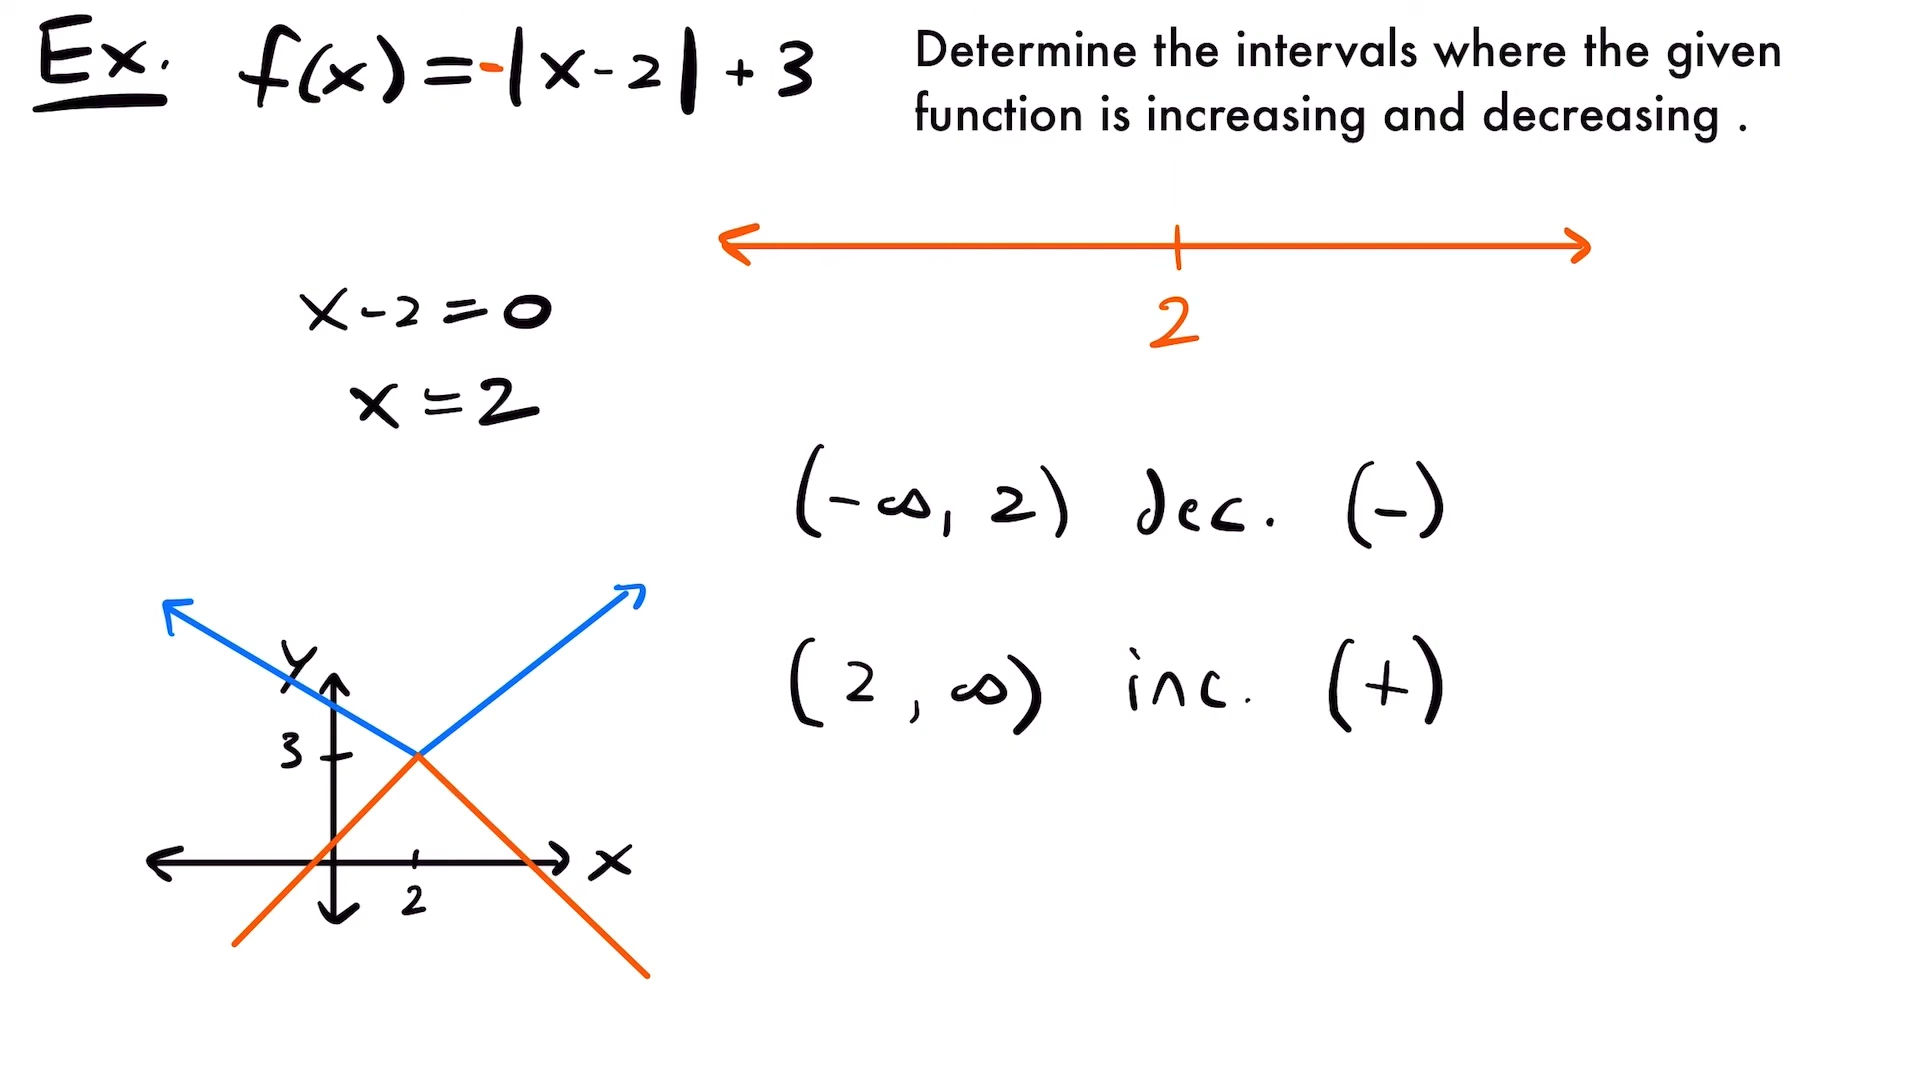 Ex. f(x) = -|x-2| + 3
Determine the intervals where the given
function is increasing and decreasing .
2
x-2=0
x=2
(-∞, 2) dec. (-)
(2, ∞) inc. (+)
y
3
x
2